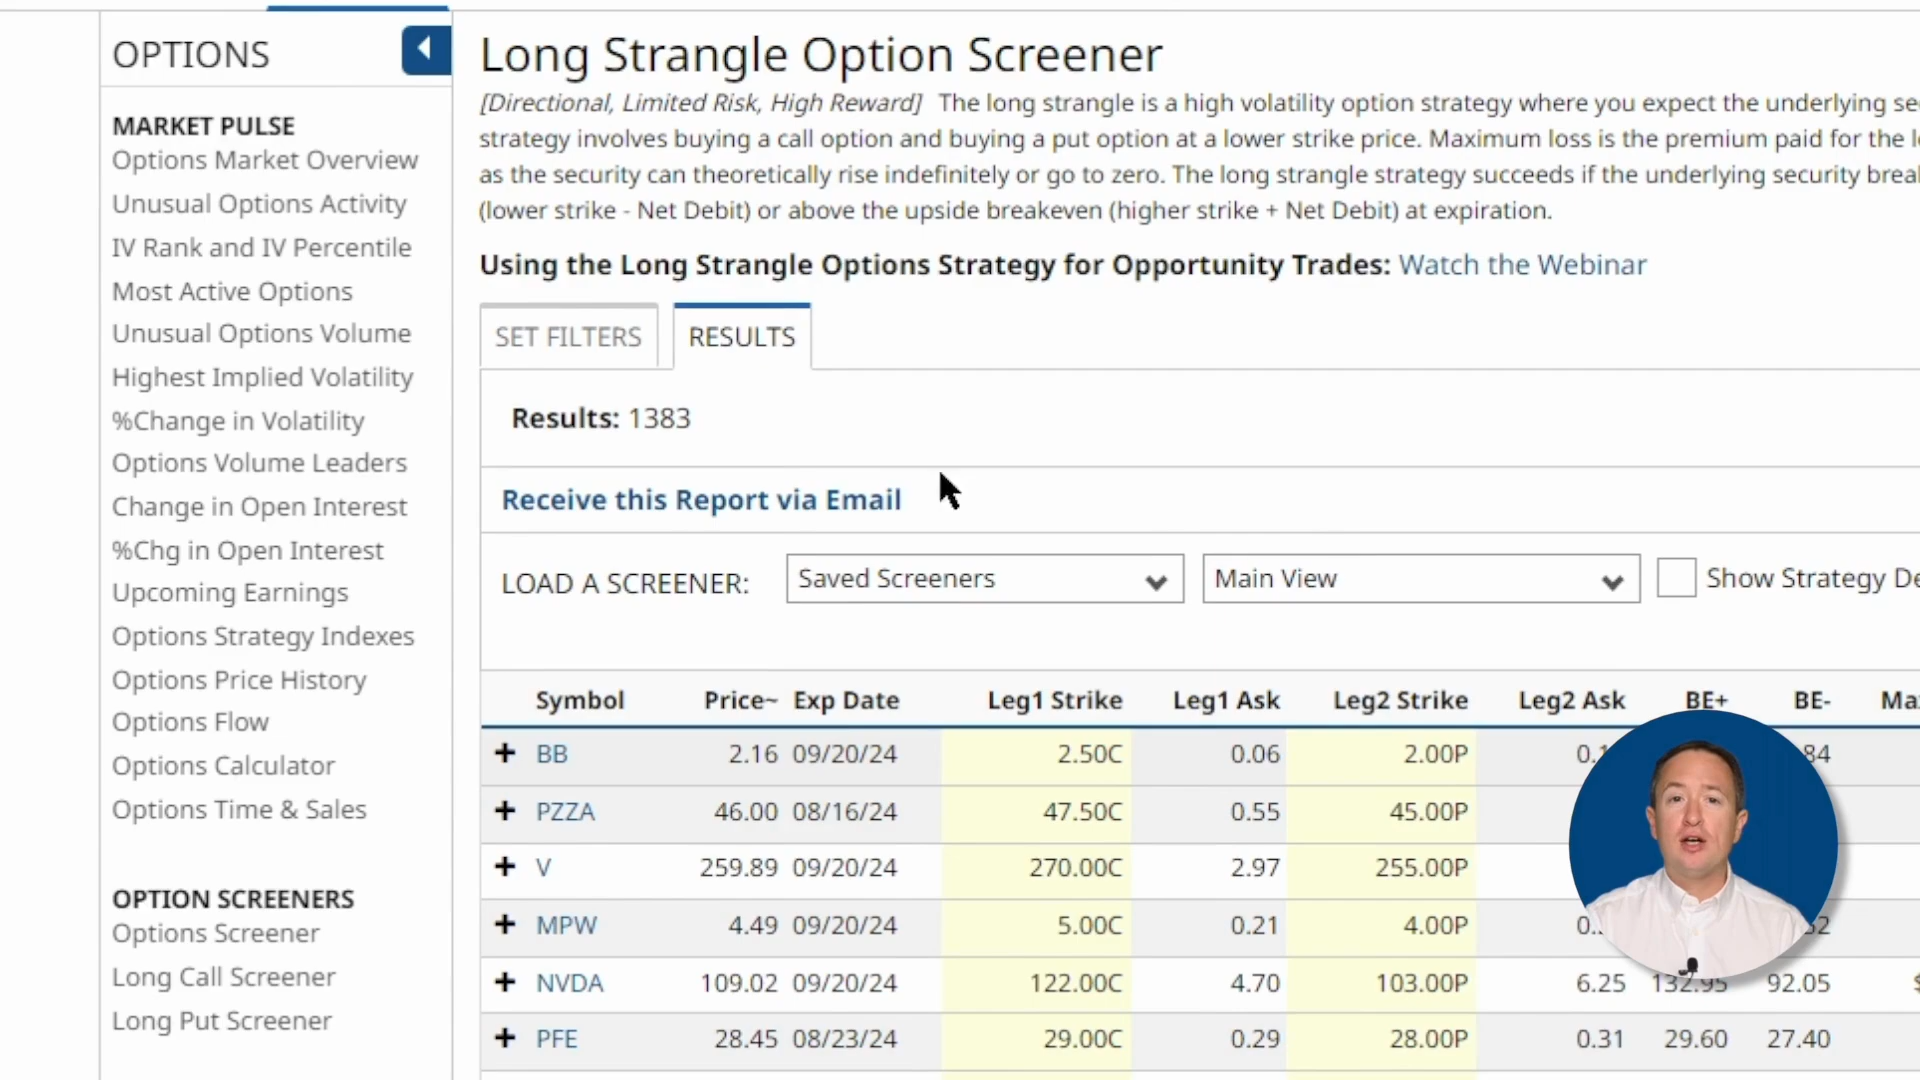 OPTIONS
MARKET PULSE
Options Market Overview
Unusual Options Activity
IV Rank and IV Percentile
Most Active Options
Unusual Options Volume
Highest Implied Volatility
%Change in Volatility
Options Volume Leaders
Change in Open Interest
%Chg in Open Interest
Upcoming Earnings
Options Strategy Indexes
Options Price History
Options Flow
Options Calculator
Options Time & Sales
OPTION SCREENERS
Options Screener
Long Call Screener
Long Put Screener
Long Strangle Option Screener
[Directional, Limited Risk, High Reward] The long strangle is a high volatility option strategy where you expect the underlying
strategy involves buying a call option and buying a put option at a lower strike price. Maximum loss is the premium paid for the
as the security can theoretically rise indefinitely or go to zero. The long strangle strategy succeeds if the underlying security
(lower strike - Net Debit) or above the upside breakeven (higher strike + Net Debit) at expiration.
Using the Long Strangle Options Strategy for Opportunity Trades: Watch the Webinar
SET FILTERS RESULTS
Results: 1383
Receive this Report via Email
LOAD A SCREENER: Saved Screeners Main View Show Strategy
Symbol Price~ Exp Date Leg1 Strike Leg1 Ask Leg2 Strike Leg2 Ask BE+ BE-
+ BB 2.16 09/20/24 2.50C 0.06 2.00P
+ PZZA 46.00 08/16/24 47.50C 0.55 45.00P
+ V 259.89 09/20/24 270.00C 2.97 255.00P
+ MPW 4.49 09/20/24 5.00C 0.21 4.00P
+ NVDA 109.02 09/20/24 122.00C 4.70 103.00P 6.25 132.95 92.05
+ PFE 28.45 08/23/24 29.00C 0.29 28.00P 0.31 29.60 27.40